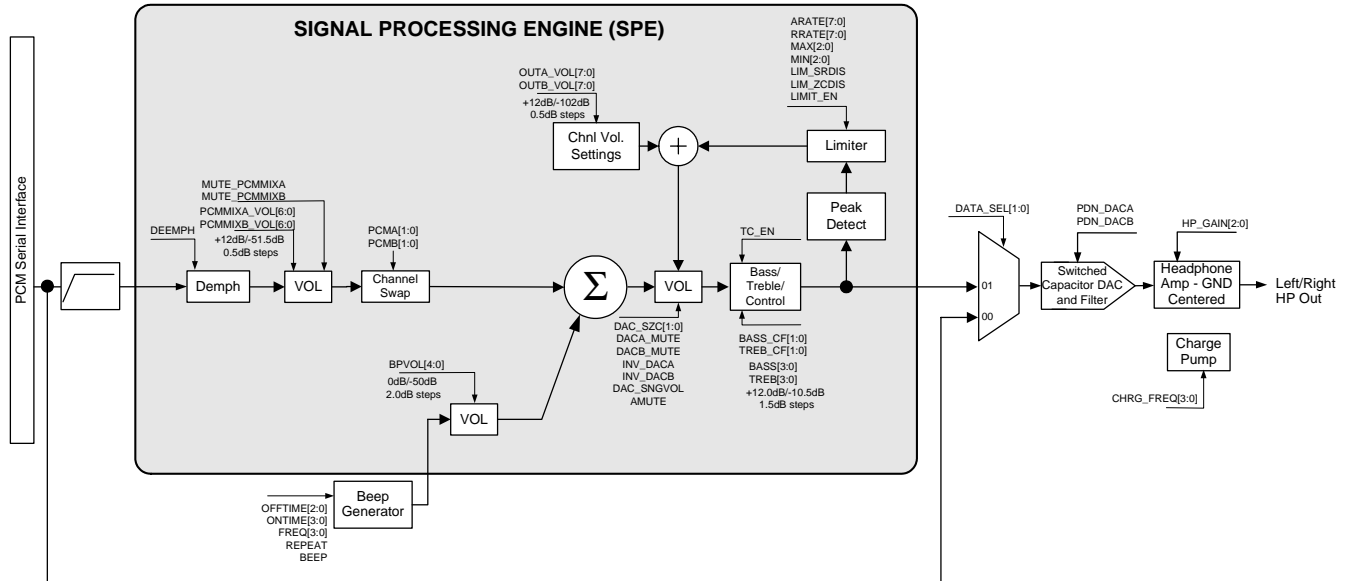 SIGNAL PROCESSING ENGINE (SPE)
PCM Serial Interface
DEEMPH
Demph
MUTE_PCMMIXA
MUTE_PCMMIXB
PCMMIXA_VOL[6:0]
PCMMIXB_VOL[6:0]
+12dB/-51.5dB
0.5dB steps
VOL
PCMA[1:0]
PCMB[1:0]
Channel
Swap
OUTA_VOL[7:0]
OUTB_VOL[7:0]
+12dB/-102dB
0.5dB steps
Chnl Vol.
Settings
+
ARATE[7:0]
RRATE[7:0]
MAX[2:0]
MIN[2:0]
LIM_SRDIS
LIM_ZCDIS
LIMIT_EN
Limiter
Peak
Detect
Σ
VOL
DAC_SZC[1:0]
DACA_MUTE
DACB_MUTE
INV_DACA
INV_DACB
DAC_SNGVOL
AMUTE
TC_EN
Bass/
Treble/
Control
BASS_CF[1:0]
TREB_CF[1:0]
BASS[3:0]
TREB[3:0]
+12.0dB/-10.5dB
1.5dB steps
BPVOL[4:0]
0dB/-50dB
2.0dB steps
VOL
Beep
Generator
OFFTIME[2:0]
ONTIME[3:0]
FREQ[3:0]
REPEAT
BEEP
DATA_SEL[1:0]
01
00
PDN_DACA
PDN_DACB
Switched
Capacitor DAC
and Filter
HP_GAIN[2:0]
Headphone
Amp - GND
Centered
Left/Right
HP Out
Charge
Pump
CHRG_FREQ[3:0]